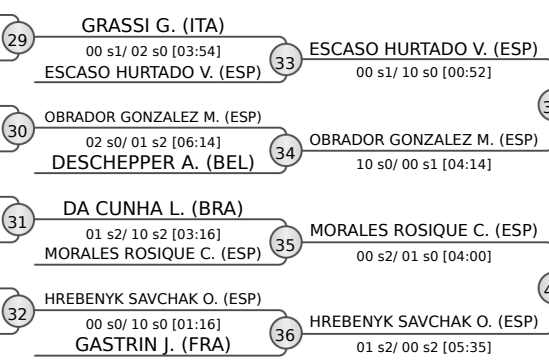 29
GRASSI G. (ITA)
00 s1/ 02 s0 [03:54]
ESCASO HURTADO V. (ESP)
33
ESCASO HURTADO V. (ESP)
00 s1/ 10 s0 [00:52]
30
OBRADOR GONZALEZ M. (ESP)
02 s0/ 01 s2 [06:14]
DESCHEPPER A. (BEL)
34
OBRADOR GONZALEZ M. (ESP)
10 s0/ 00 s1 [04:14]
31
DA CUNHA L. (BRA)
01 s2/ 10 s2 [03:16]
MORALES ROSIQUE C. (ESP)
35
MORALES ROSIQUE C. (ESP)
00 s2/ 01 s0 [04:00]
32
HREBENYK SAVCHAK O. (ESP)
00 s0/ 10 s0 [01:16]
GASTRIN J. (FRA)
36
HREBENYK SAVCHAK O. (ESP)
01 s2/ 00 s2 [05:35]